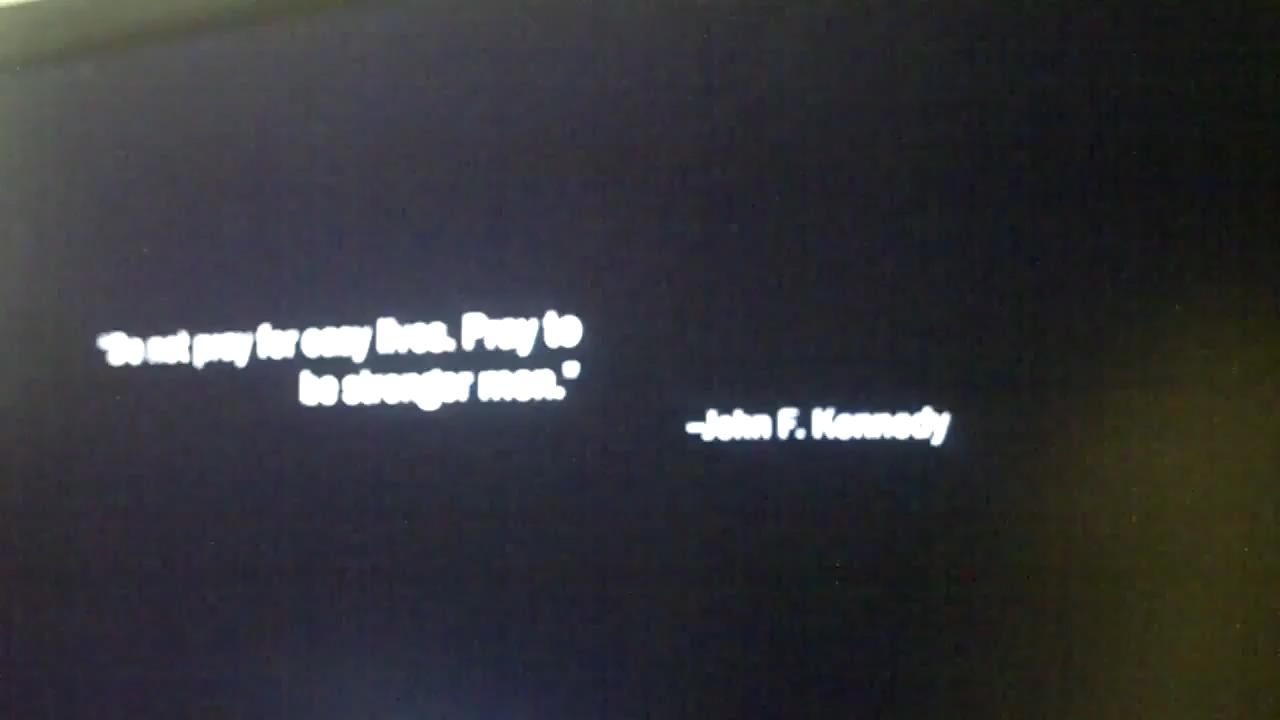 "Do not pray for easy lives. Pray to
be stronger men."
-John F. Kennedy